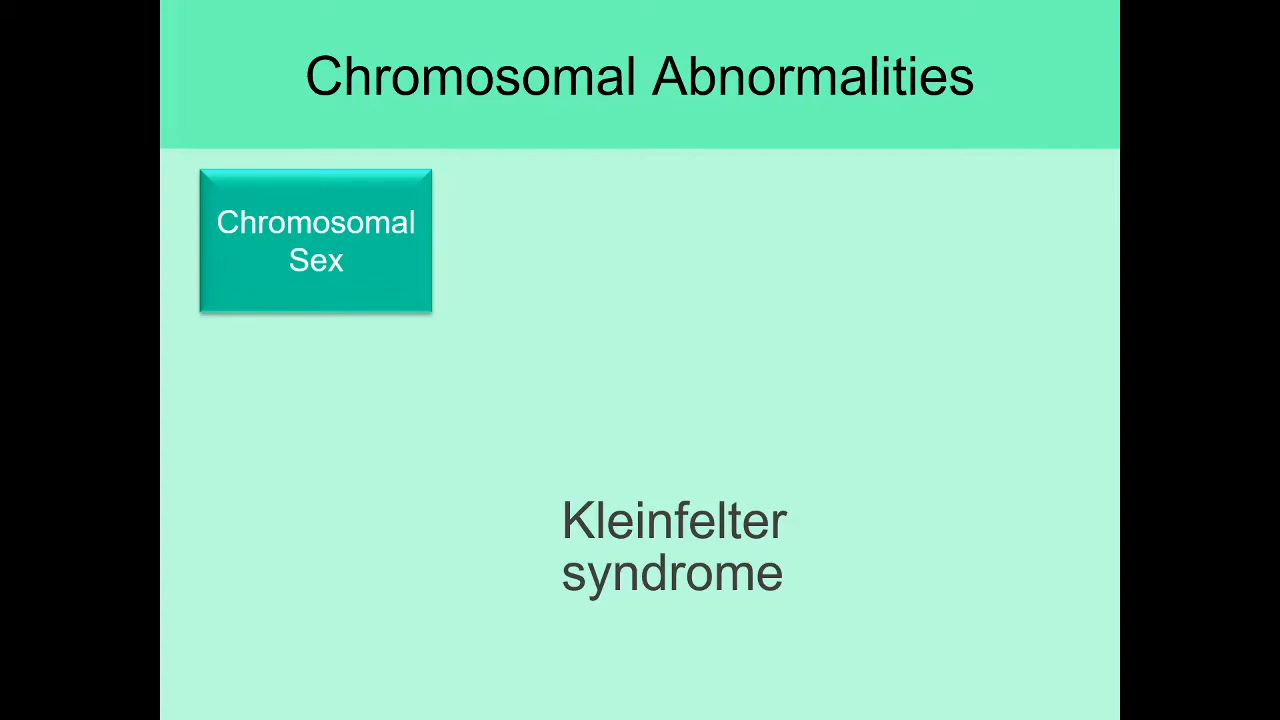 Chromosomal Abnormalities
Chromosomal
Sex
Kleinfelter
syndrome